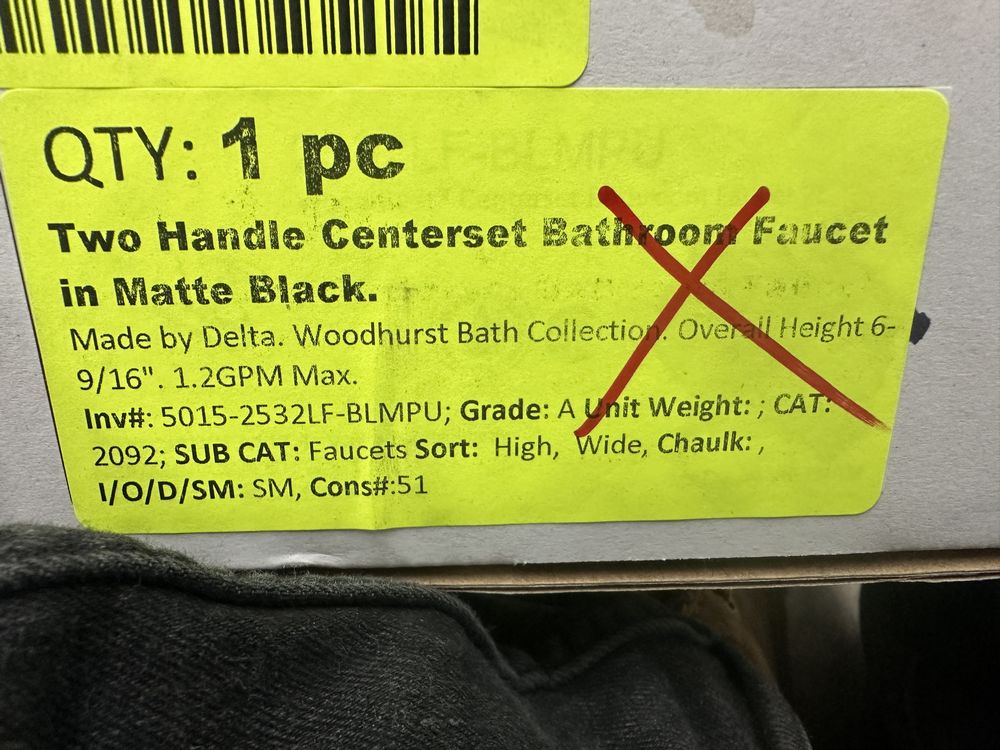 QTY: 1 pc
Two Handle Centerset Bathroom Faucet
in Matte Black.
Made by Delta. Woodhurst Bath Collection. Overall Height 6-
9/16". 1.2GPM Max.
Inv#: 5015-2532LF-BLMPU; Grade: A Unit Weight: ; CAT:
2092; SUB CAT: Faucets Sort: High, Wide, Chaulk: ,
I/O/D/SM: SM, Cons#:51